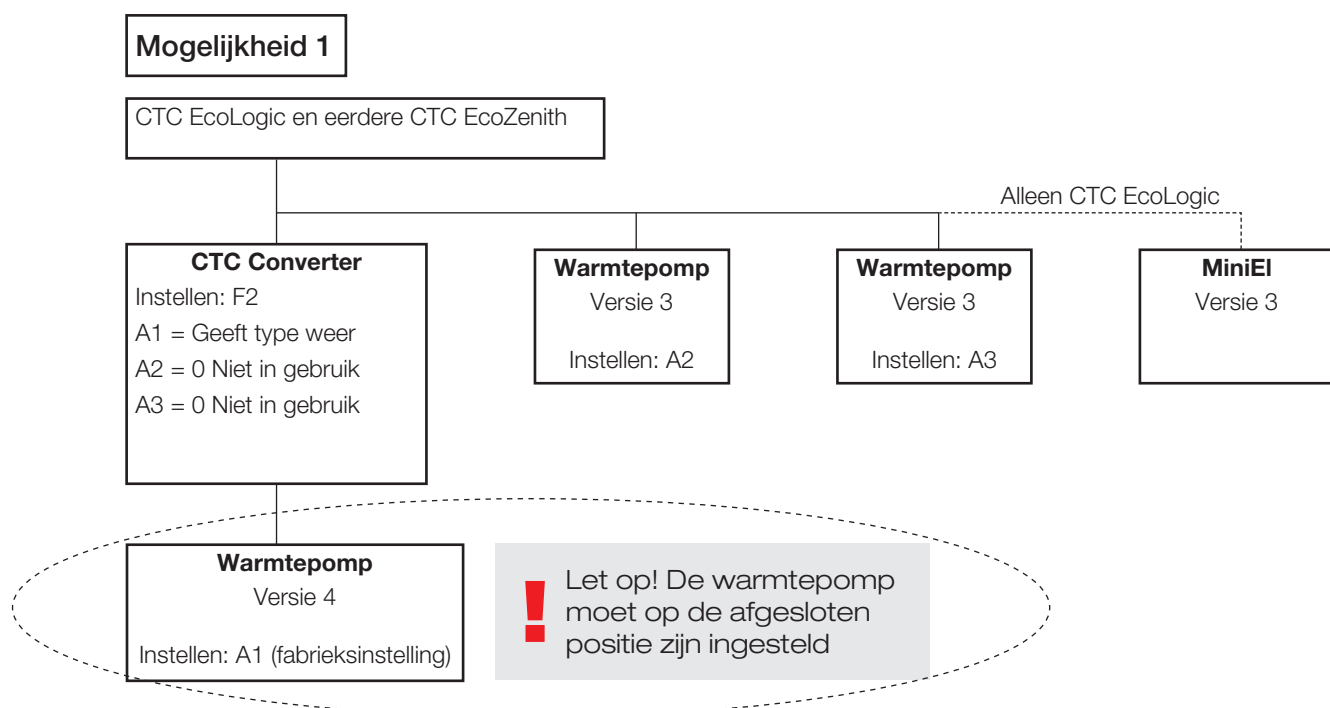 Mogelijkheid 1
CTC EcoLogic en eerdere CTC EcoZenith
Alleen CTC EcoLogic
CTC Converter
Instellen: F2
A1 = Geeft type weer
A2 = 0 Niet in gebruik
A3 = 0 Niet in gebruik
Warmtepomp
Versie 3
Instellen: A2
Warmtepomp
Versie 3
Instellen: A3
MiniEl
Versie 3
Warmtepomp
Versie 4
Instellen: A1 (fabrieksinstelling)
! Let op! De warmtepomp
moet op de afgesloten
positie zijn ingesteld